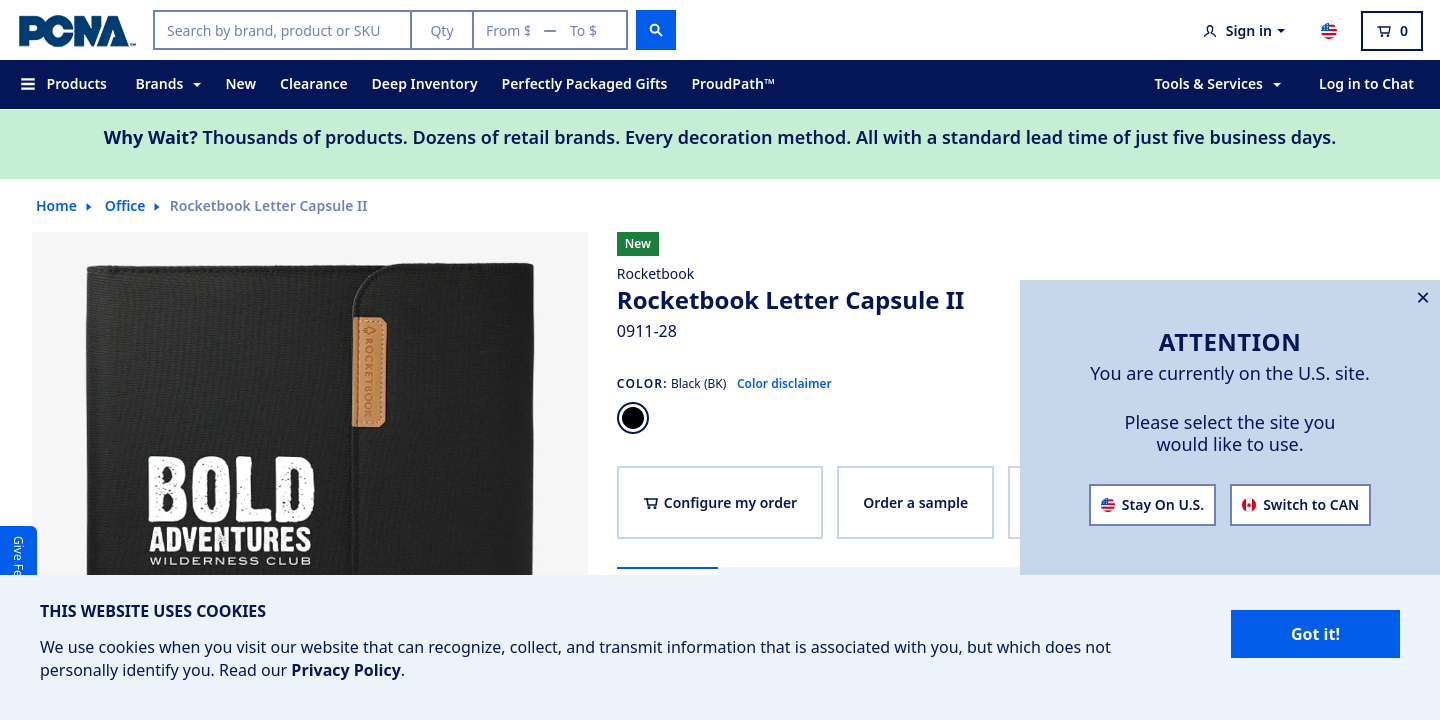 PCNA
Search by brand, product or SKU
Qty
From $ — To $
Sign in
0
Products
Brands
New
Clearance
Deep Inventory
Perfectly Packaged Gifts
ProudPath™
Tools & Services
Log in to Chat
Why Wait? Thousands of products. Dozens of retail brands. Every decoration method. All with a standard lead time of just five business days.
Home
Office
Rocketbook Letter Capsule II
ROCKETBOOK
BOLD
ADVENTURES
WILDERNESS CLUB
New
Rocketbook
Rocketbook Letter Capsule II
0911-28
COLOR: Black (BK) Color disclaimer
Configure my order
Order a sample
ATTENTION
You are currently on the U.S. site.
Please select the site you
would like to use.
Stay On U.S.
Switch to CAN
Give Fe
THIS WEBSITE USES COOKIES
We use cookies when you visit our website that can recognize, collect, and transmit information that is associated with you, but which does not
personally identify you. Read our Privacy Policy.
Got it!